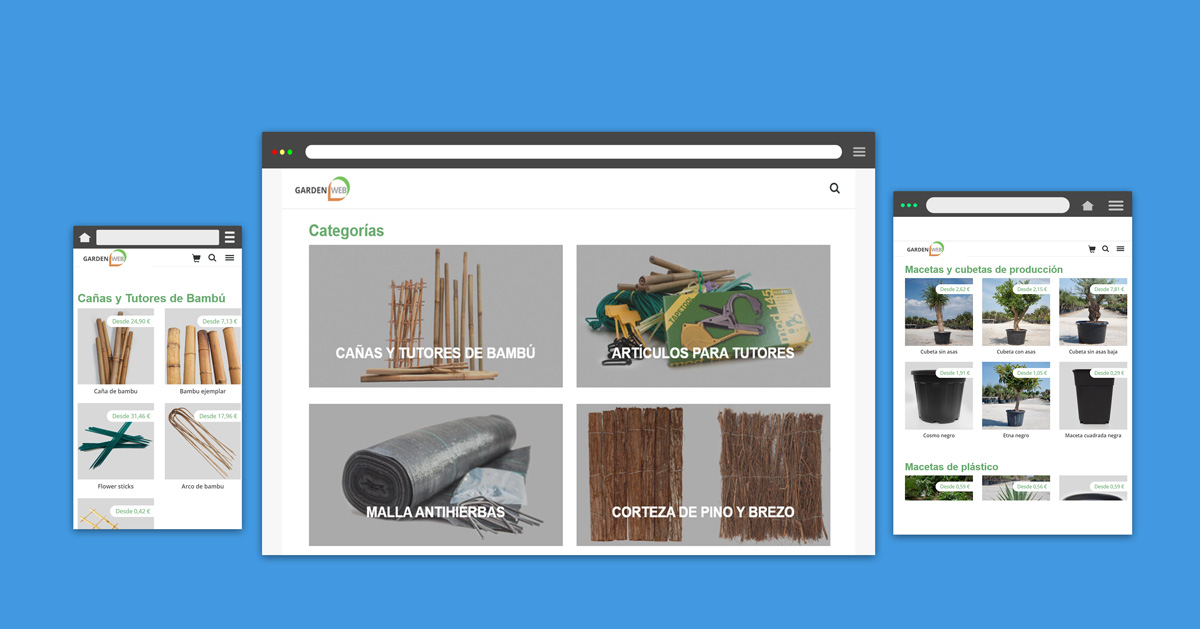 GARDEN WEB
Cañas y Tutores de Bambú
Desde 24,90 €
Desde 7,13 €
Caña de bambu
Bambu ejemplar
Desde 31,46 €
Desde 17,96 €
Flower sticks
Arco de bambu
Desde 0,42 €
GARDEN WEB
Categorías
CAÑAS Y TUTORES DE BAMBÚ
ARTÍCULOS PARA TUTORES
MALLA ANTIHIERBAS
CORTEZA DE PINO Y BREZO
GARDEN WEB
Macetas y cubetas de producción
Desde 2,62 €
Desde 2,15 €
Desde 7,81 €
Cubeta sin asas
Cubeta con asas
Cubeta sin asas baja
Desde 1,91 €
Desde 1,05 €
Desde 0,29 €
Cosmo negro
Etna negro
Maceta cuadrada negra
Macetas de plástico
Desde 0,59 €
Desde 0,56 €
Desde 0,59 €